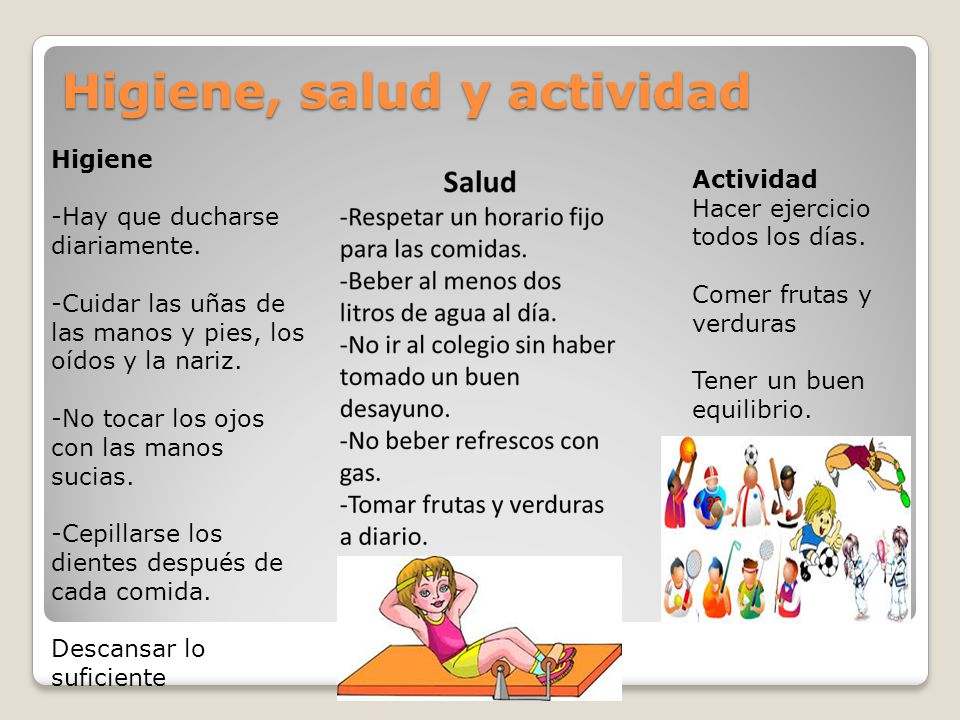 Higiene, salud y actividad
Higiene
-Hay que ducharse
diariamente.
-Cuidar las uñas de
las manos y pies, los
oídos y la nariz.
-No tocar los ojos
con las manos
sucias.
-Cepillarse los
dientes después de
cada comida.
Descansar lo
suficiente
Salud
-Respetar un horario fijo
para las comidas.
-Beber al menos dos
litros de agua al día.
-No ir al colegio sin haber
tomado un buen
desayuno.
-No beber refrescos con
gas.
-Tomar frutas y verduras
a diario.
Actividad
Hacer ejercicio
todos los días.
Comer frutas y
verduras
Tener un buen
equilibrio.